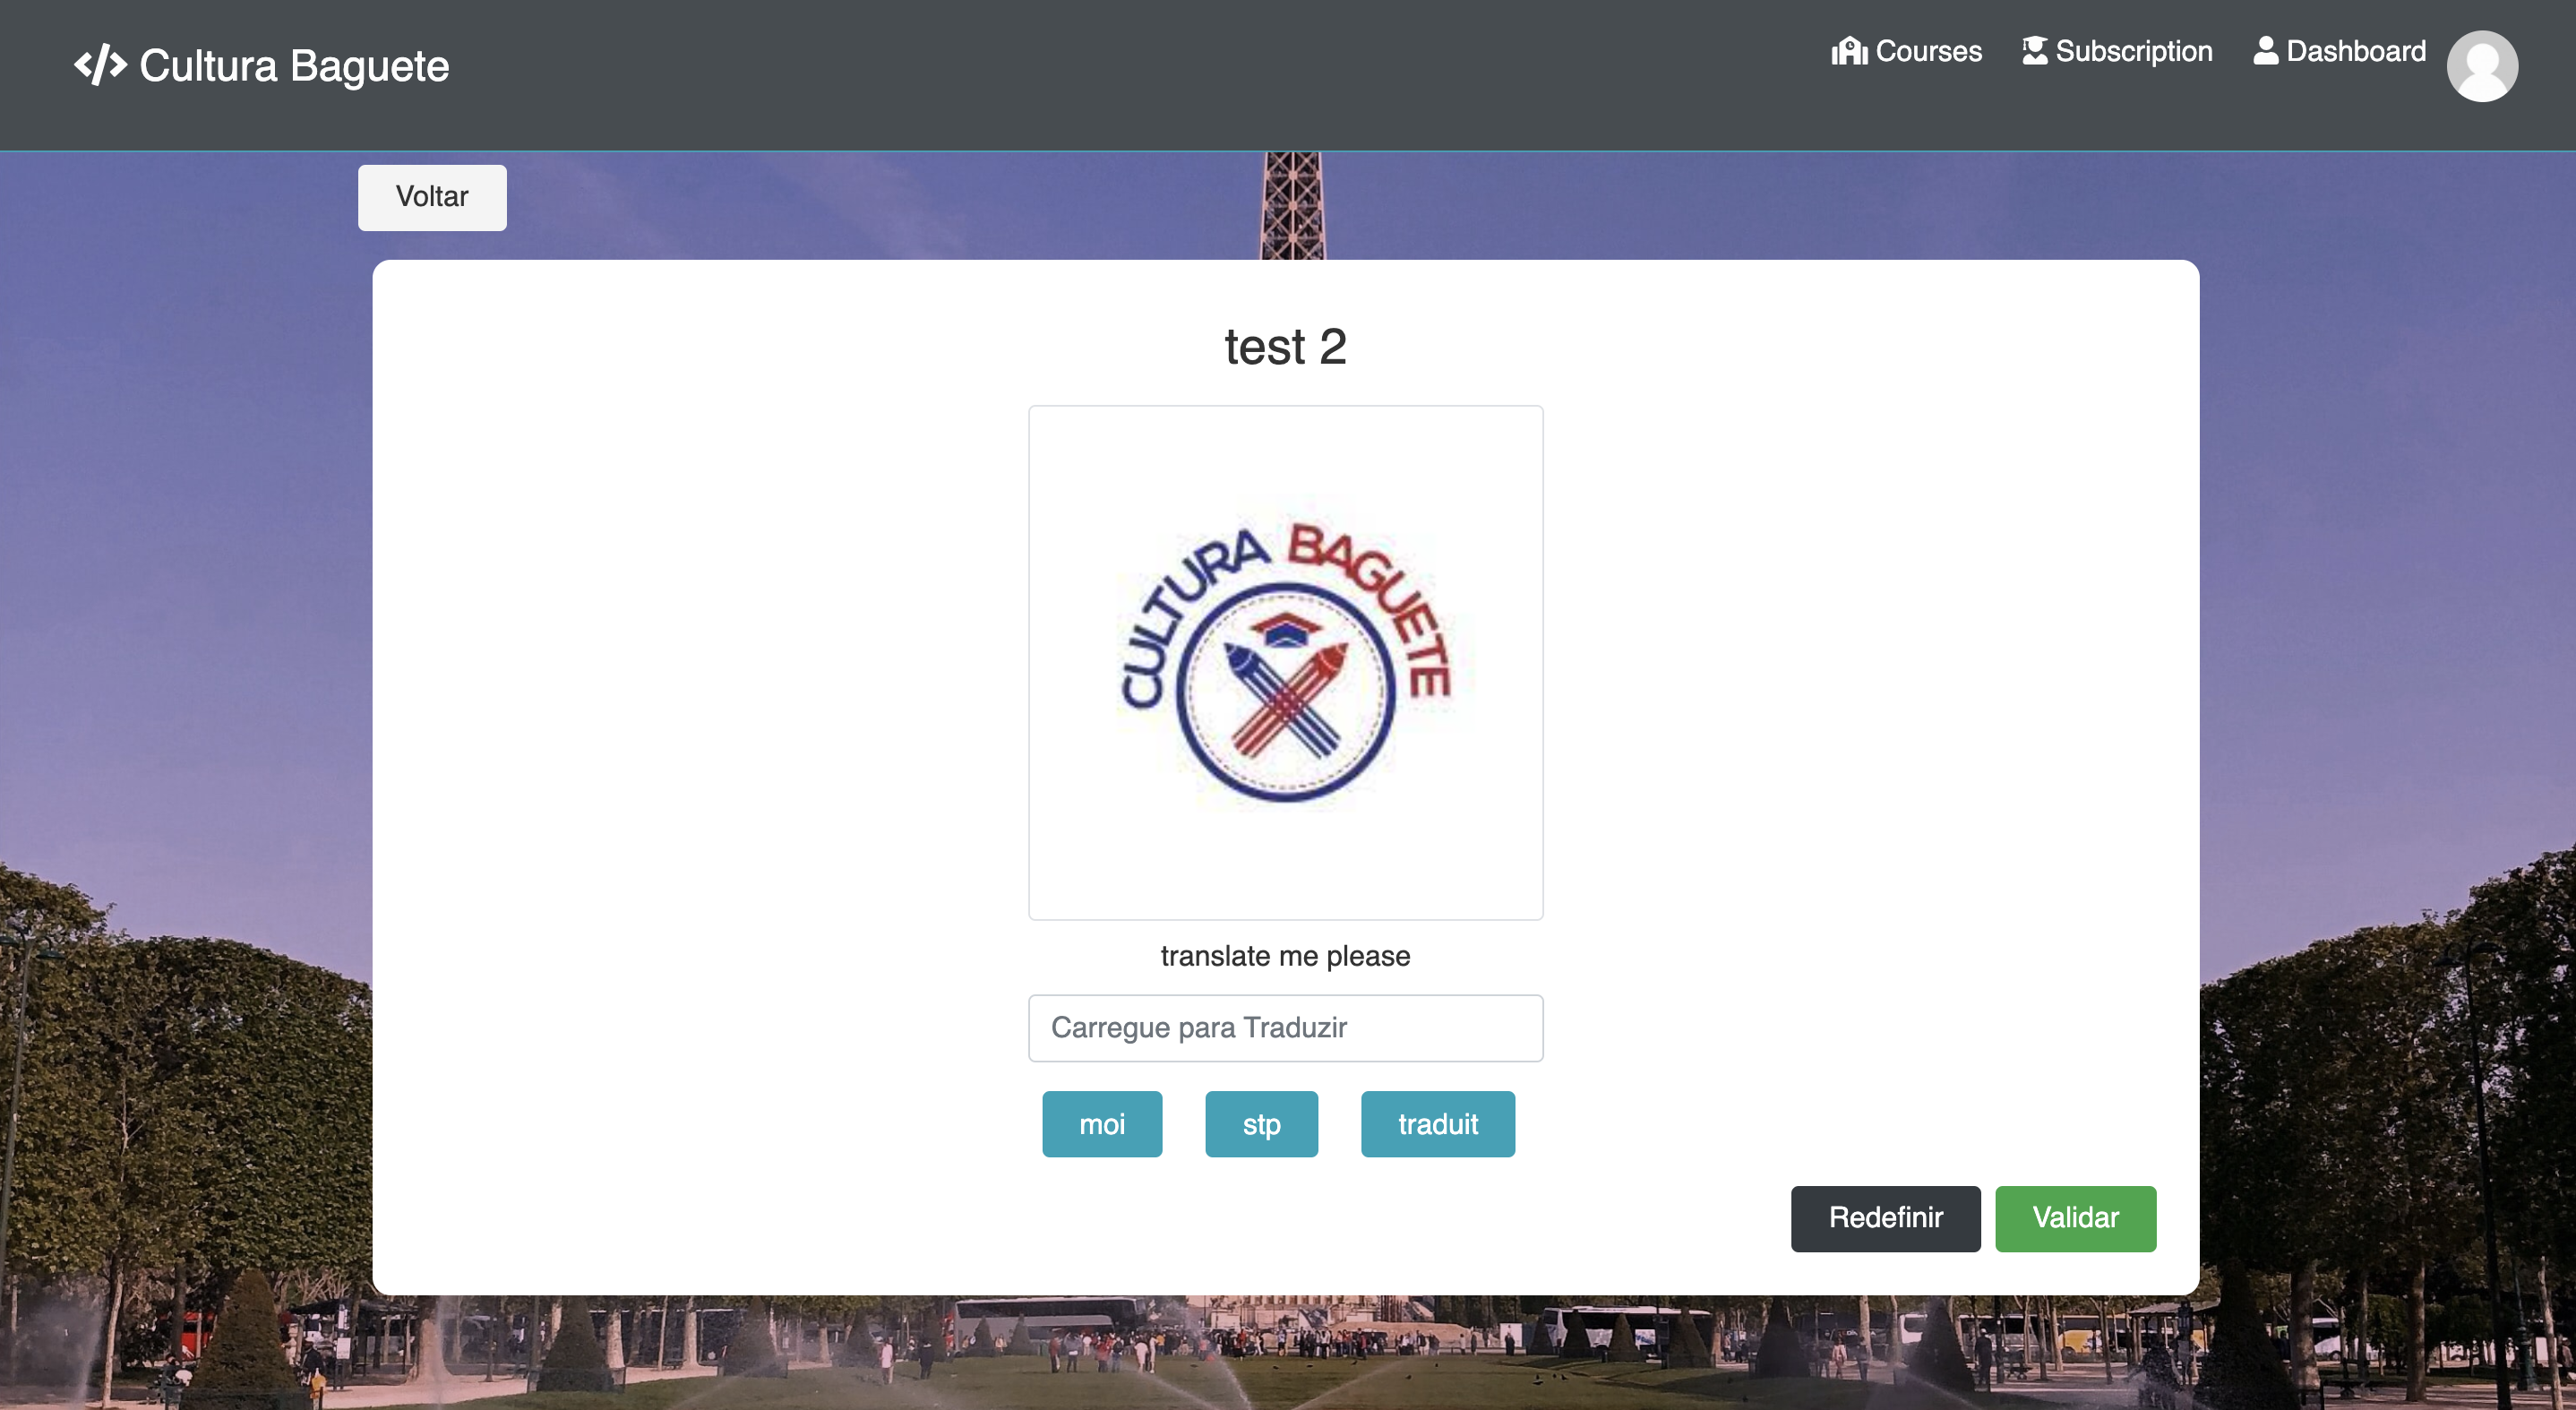 Cultura Baguete
Courses Subscription Dashboard
Voltar
test 2
CULTURA BAGUETE
translate me please
Carregue para Traduzir
moi stp traduit
Redefinir Validar